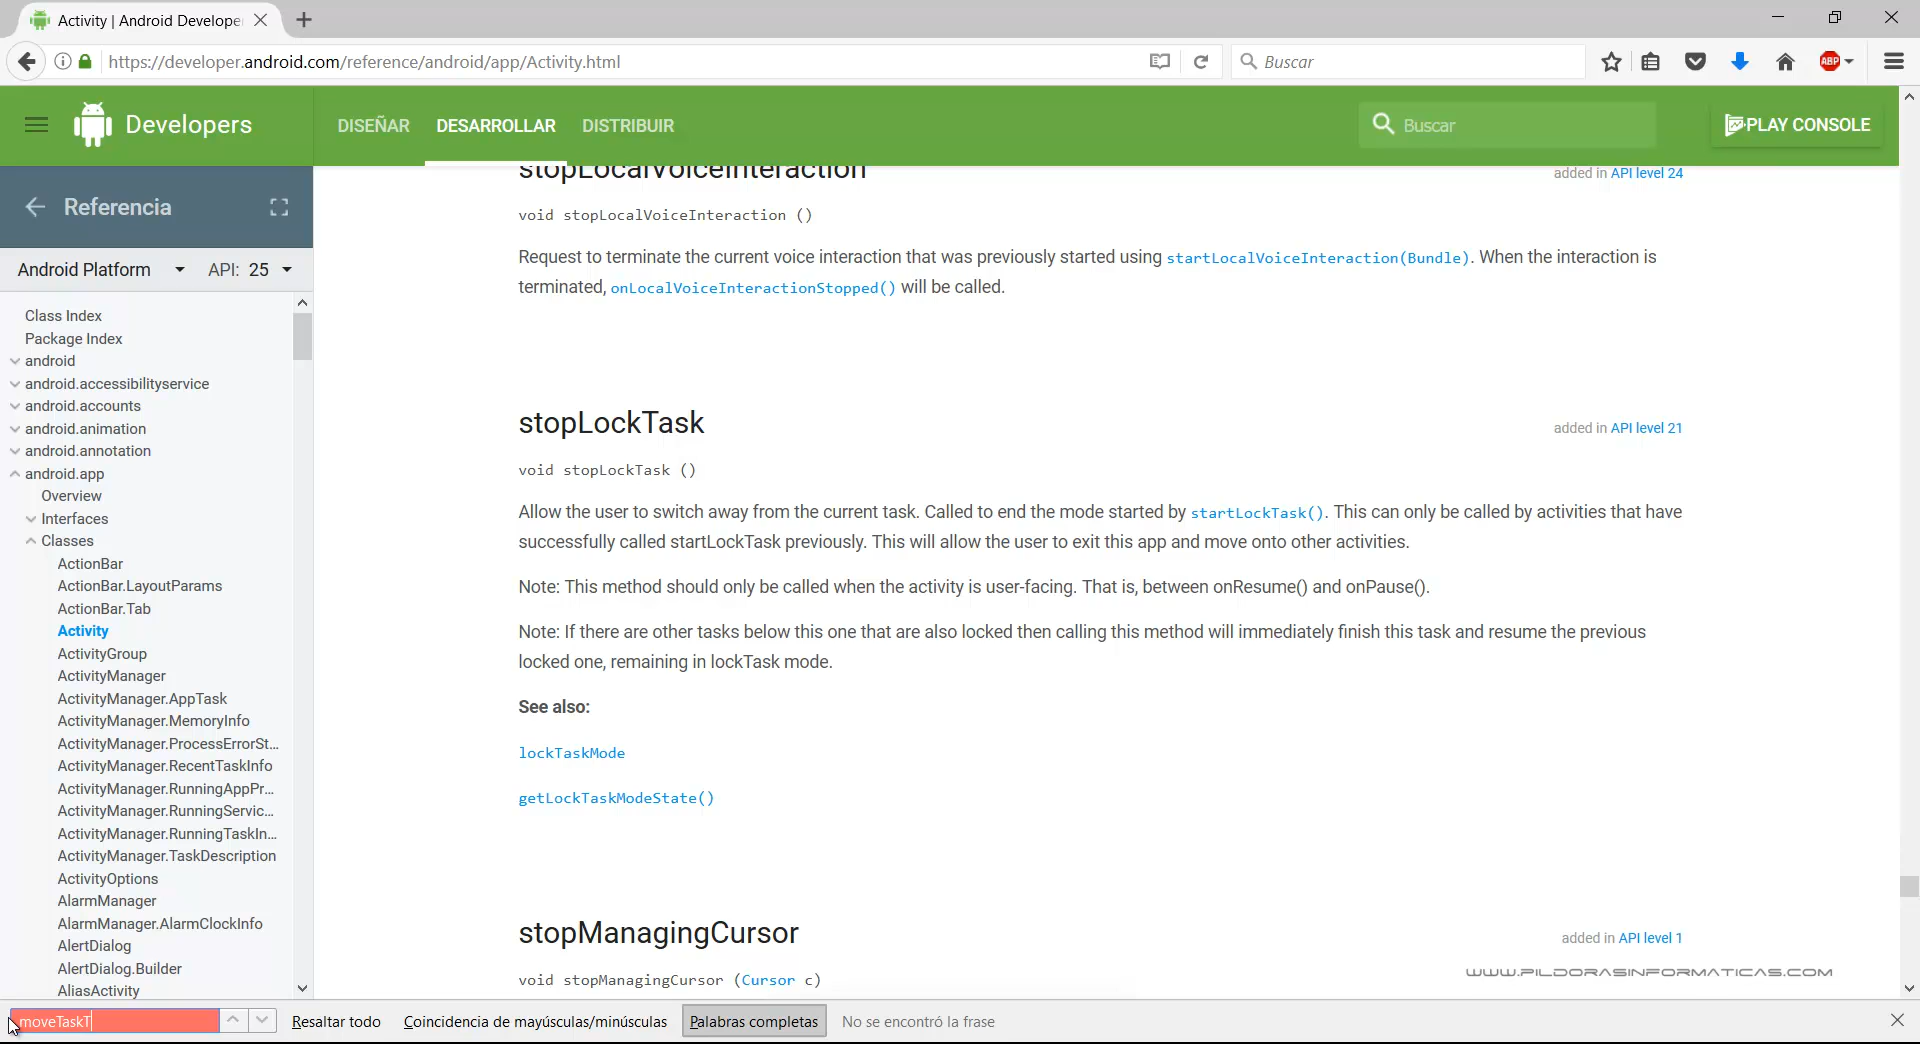 Activity | Android Develope
https://developer.android.com/reference/android/app/Activity.html
Buscar
ABP
Developers
DISEÑAR
DESARROLLAR
DISTRIBUIR
Buscar
PLAY CONSOLE
Referencia
Android Platform
API: 25
Class Index
Package Index
android
android.accessibilityservice
android.accounts
android.animation
android.annotation
android.app
Overview
Interfaces
Classes
ActionBar
ActionBar.LayoutParams
ActionBar.Tab
Activity
ActivityGroup
ActivityManager
ActivityManager.AppTask
ActivityManager.MemoryInfo
ActivityManager.ProcessErrorSt...
ActivityManager.RecentTaskInfo
ActivityManager.RunningAppPr...
ActivityManager.RunningServic...
ActivityManager.RunningTaskIn...
ActivityManager.TaskDescription
ActivityOptions
AlarmManager
AlarmManager.AlarmClockInfo
AlertDialog
AlertDialog.Builder
AliasActivity
stopLocalVoiceInteraction
added in API level 24
void stopLocalVoiceInteraction ()
Request to terminate the current voice interaction that was previously started using startLocalVoiceInteraction(Bundle). When the interaction is
terminated, onLocalVoiceInteractionStopped() will be called.
stopLockTask
added in API level 21
void stopLockTask ()
Allow the user to switch away from the current task. Called to end the mode started by startLockTask(). This can only be called by activities that have
successfully called startLockTask previously. This will allow the user to exit this app and move onto other activities.
Note: This method should only be called when the activity is user-facing. That is, between onResume() and onPause().
Note: If there are other tasks below this one that are also locked then calling this method will immediately finish this task and resume the previous
locked one, remaining in lockTask mode.
See also:
lockTaskMode
getLockTaskModeState()
stopManagingCursor
added in API level 1
void stopManagingCursor (Cursor c)
WWW.PILDORASINFORMATICAS.COM
moveTaskT
Resaltar todo
Coincidencia de mayúsculas/minúsculas
Palabras completas
No se encontró la frase